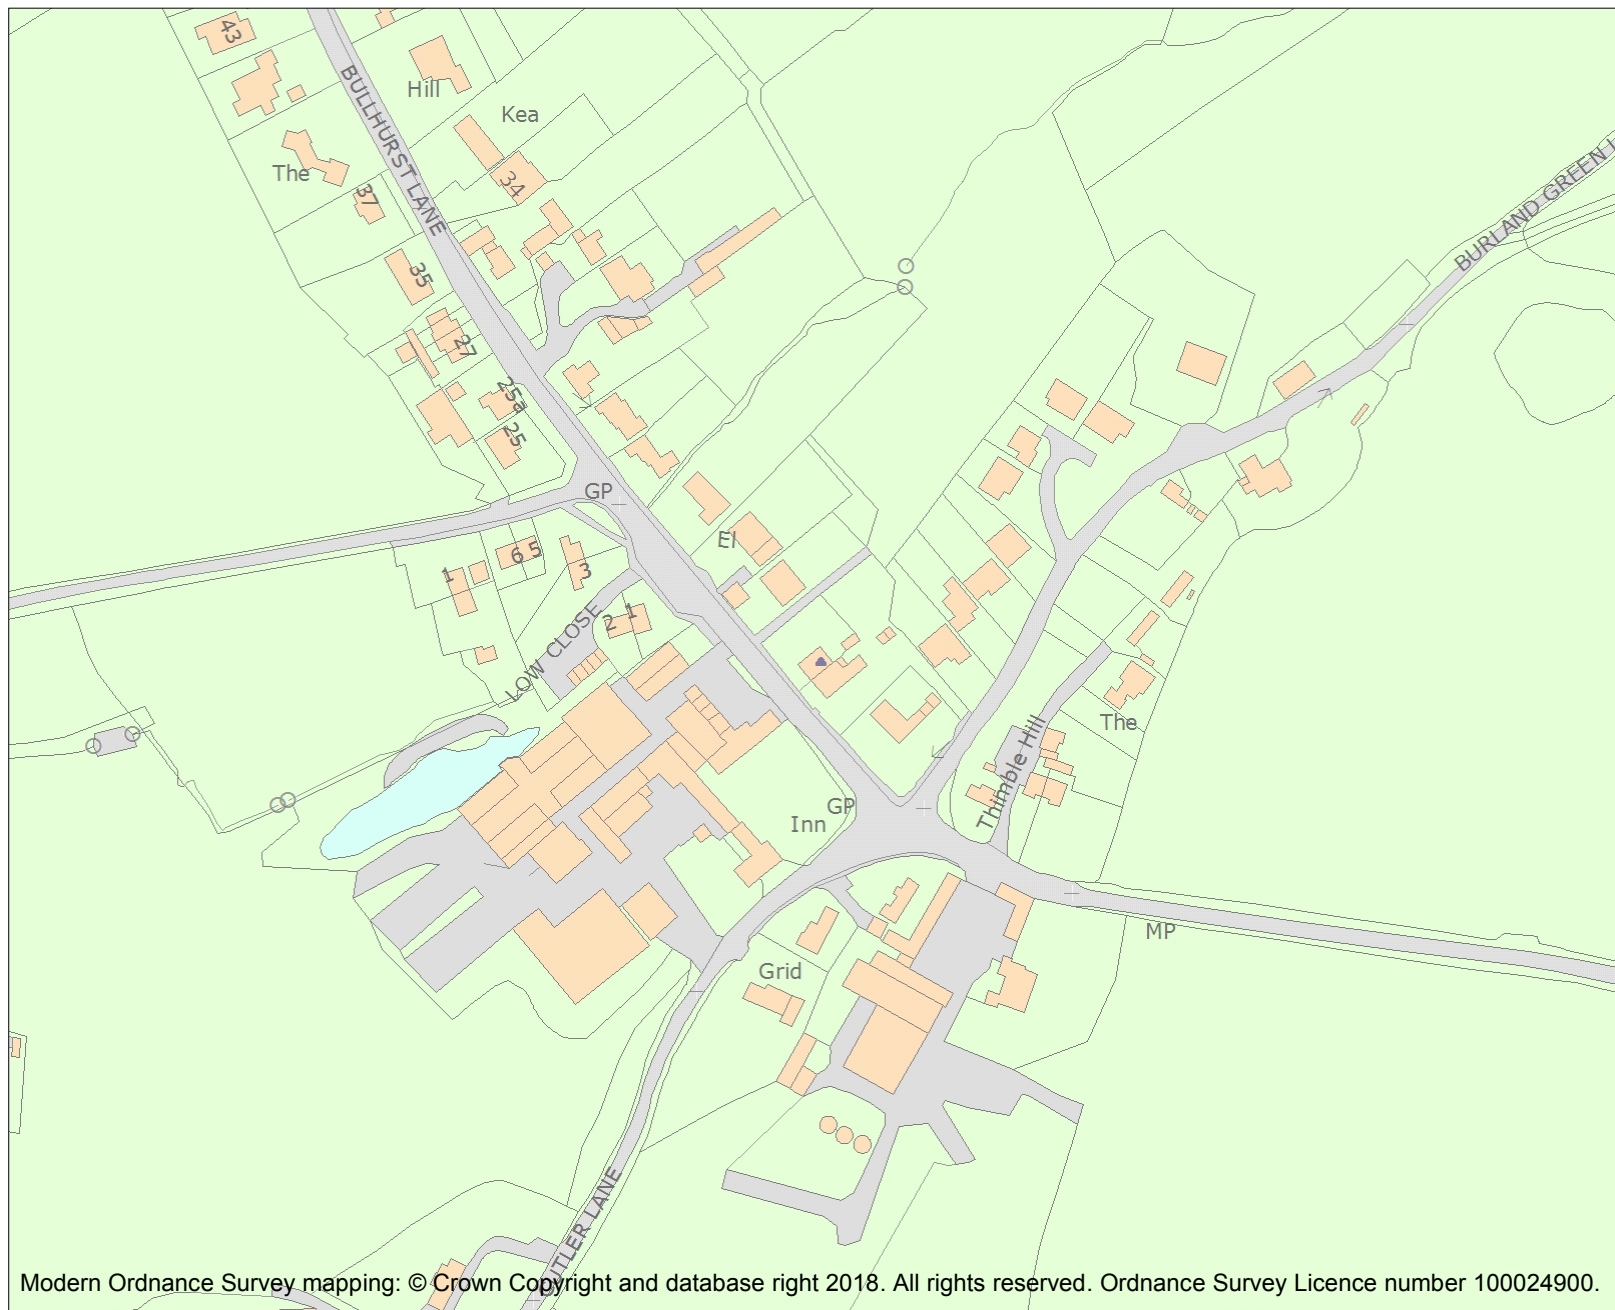 43
BULLHURST LANE
Hill
Kea
The
34
37
BURLAND GREEN
35
27
25a
25
GP
El
6 5
1
3
2 1
LOW CLOSE
The
Thimble Hill
GP
Inn
MP
Grid
CUTLER LANE
Modern Ordnance Survey mapping: © Crown Copyright and database right 2018. All rights reserved. Ordnance Survey Licence number 100024900.